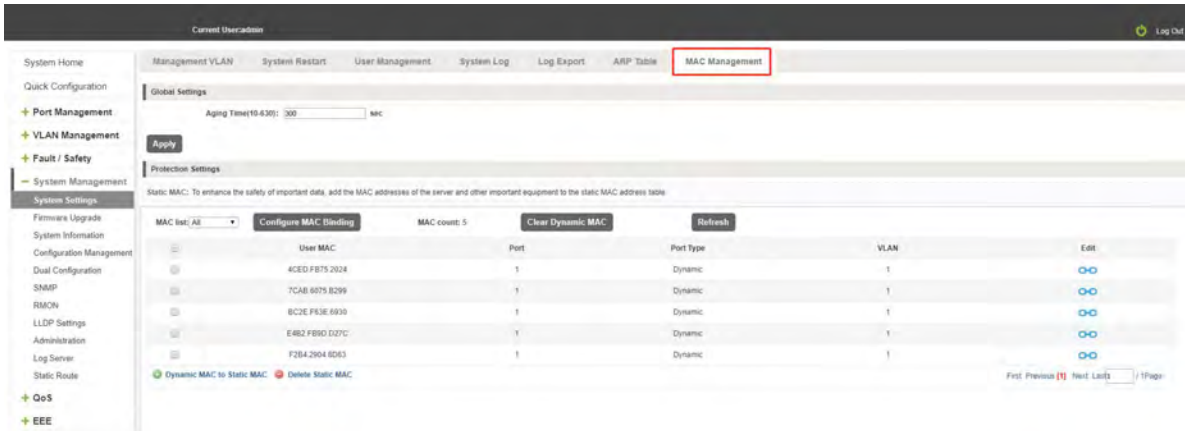 Current User:admin
Log Out
System Home
Quick Configuration
Port Management
VLAN Management
Fault / Safety
System Management
System Settings
Firmware Upgrade
System Information
Configuration Management
Dual Configuration
SNMP
RMON
LLDP Settings
Administration
Log Server
Static Route
QoS
EEE
Management VLAN System Restart User Management System Log Log Export ARP Table MAC Management
Global Settings
Aging Time(10-630): 300 sec
Apply
Protection Settings
Static MAC: To enhance the safety of important data, add the MAC addresses of the server and other important equipment to the static MAC address table
MAC list: All Configure MAC Binding MAC count: 5 Clear Dynamic MAC Refresh
User MAC Port Port Type VLAN Edit
4CED.FB75.2024 1 Dynamic 1
7CAB.6075.B299 1 Dynamic 1
BC2E.F63E.6930 1 Dynamic 1
E4B2.FB9D.D27C 1 Dynamic 1
F2B4.2904.6D63 1 Dynamic 1
Dynamic MAC to Static MAC Delete Static MAC
First Previous [1] Next Last 1 / 1Page